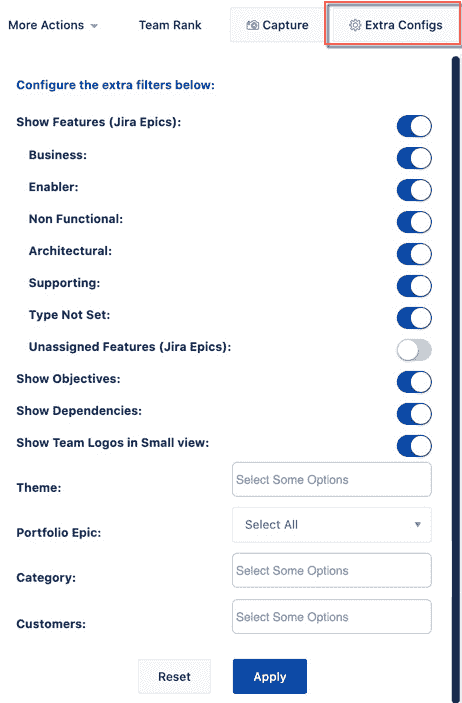 More Actions Team Rank Capture Extra Configs
Configure the extra filters below:
Show Features (Jira Epics):
Business:
Enabler:
Non Functional:
Architectural:
Supporting:
Type Not Set:
Unassigned Features (Jira Epics):
Show Objectives:
Show Dependencies:
Show Team Logos in Small view:
Theme: Select Some Options
Portfolio Epic: Select All
Category: Select Some Options
Customers: Select Some Options
Reset Apply